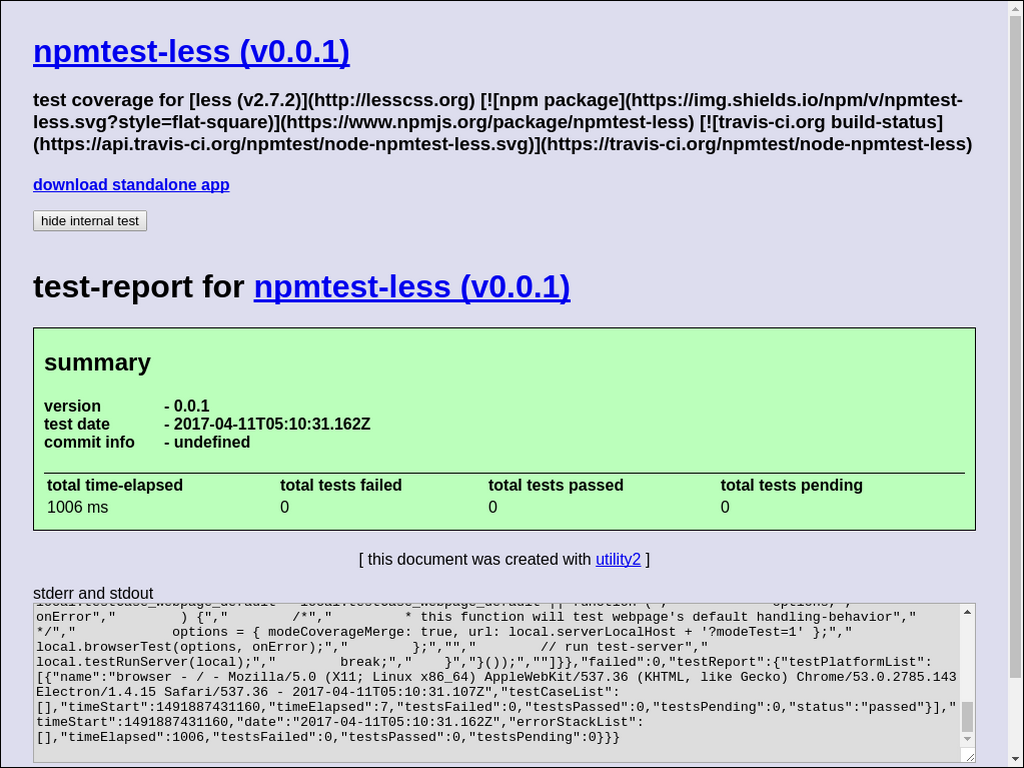 npmtest-less (v0.0.1)
test coverage for [less (v2.7.2)](http://lesscss.org) [![npm package](https://img.shields.io/npm/v/npmtest-
less.svg?style=flat-square)](https://www.npmjs.org/package/npmtest-less) [![travis-ci.org build-status]
(https://api.travis-ci.org/npmtest/node-npmtest-less.svg)](https://travis-ci.org/npmtest/node-npmtest-less)
download standalone app
hide internal test
test-report for npmtest-less (v0.0.1)
summary
version - 0.0.1
test date - 2017-04-11T05:10:31.162Z
commit info - undefined
total time-elapsed total tests failed total tests passed total tests pending
1006 ms 0 0 0
[ this document was created with utility2 ]
stderr and stdout
onError","        ) {","        /*","         * this function will test webpage's default handling-behavior","
*/","            options = { modeCoverageMerge: true, url: local.serverLocalHost + '?modeTest=1' };","
local.browserTest(options, onError);","        };","","        // run test-server","
local.testRunServer(local);","        break;","    }","}());",""]}},"failed":0,"testReport":{"testPlatformList":
[{"name":"browser - / - Mozilla/5.0 (X11; Linux x86_64) AppleWebKit/537.36 (KHTML, like Gecko) Chrome/53.0.2785.143
Electron/1.4.15 Safari/537.36 - 2017-04-11T05:10:31.107Z","testCaseList":
[],"timeStart":1491887431160,"timeElapsed":7,"testsFailed":0,"testsPassed":0,"testsPending":0,"status":"passed"}],"
timeStart":1491887431160,"date":"2017-04-11T05:10:31.162Z","errorStackList":
[],"timeElapsed":1006,"testsFailed":0,"testsPassed":0,"testsPending":0}}}